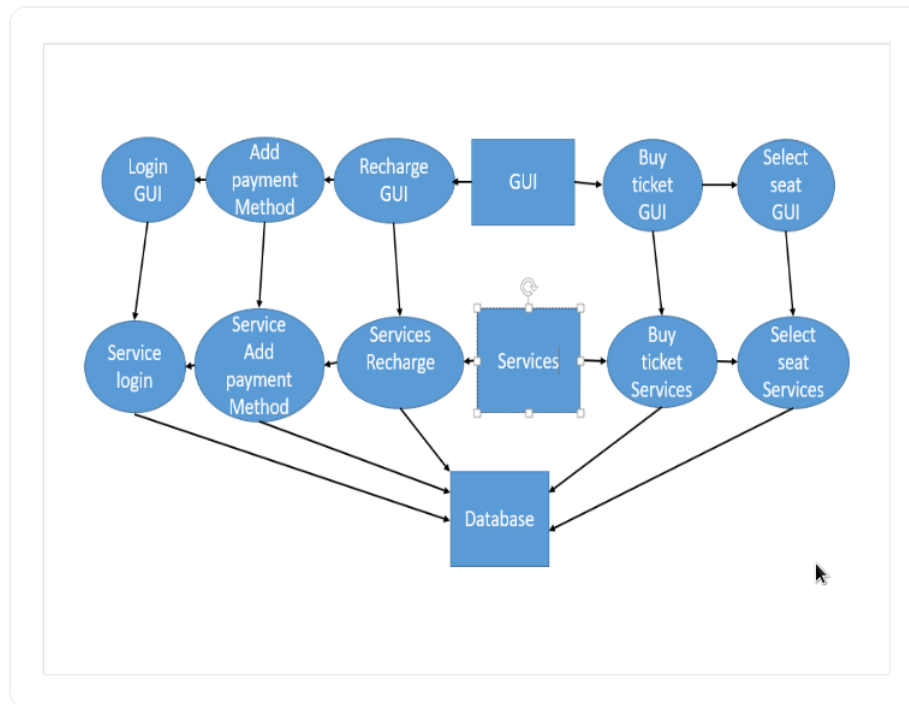 Login
GUI
Add
payment
Method
Recharge
GUI
GUI
Buy
ticket
GUI
Select
seat
GUI
Service
login
Service
Add
payment
Method
Services
Recharge
Services
Buy
ticket
Services
Select
seat
Services
Database